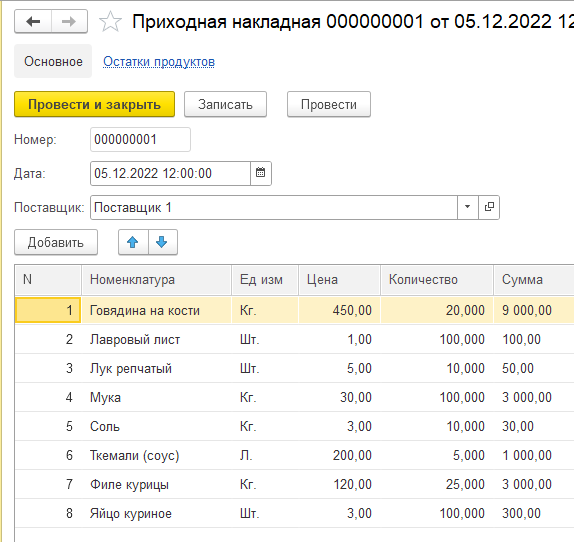 Приходная накладная 000000001 от 05.12.2022 12
Основное Остатки продуктов
Провести и закрыть Записать Провести
Номер: 000000001
Дата: 05.12.2022 12:00:00
Поставщик: Поставщик 1
Добавить
N Номенклатура Ед изм Цена Количество Сумма
1 Говядина на кости Кг. 450,00 20,000 9 000,00
2 Лавровый лист Шт. 1,00 100,000 100,00
3 Лук репчатый Шт. 5,00 10,000 50,00
4 Мука Кг. 30,00 100,000 3 000,00
5 Соль Кг. 3,00 10,000 30,00
6 Ткемали (соус) Л. 200,00 5,000 1 000,00
7 Филе курицы Кг. 120,00 25,000 3 000,00
8 Яйцо куриное Шт. 3,00 100,000 300,00